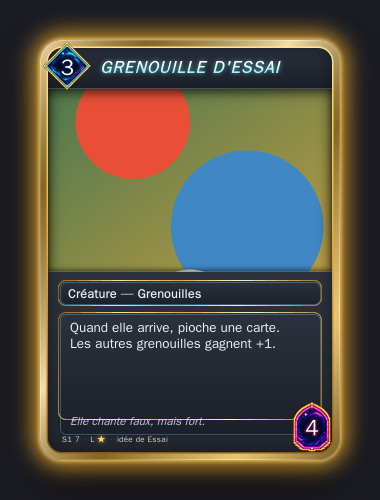 3
GRENOUILLE D'ESSAI
Créature — Grenouilles
Quand elle arrive, pioche une carte.
Les autres grenouilles gagnent +1.
Elle chante faux, mais fort.
S1 7 · L ★ · idée de Essai
4